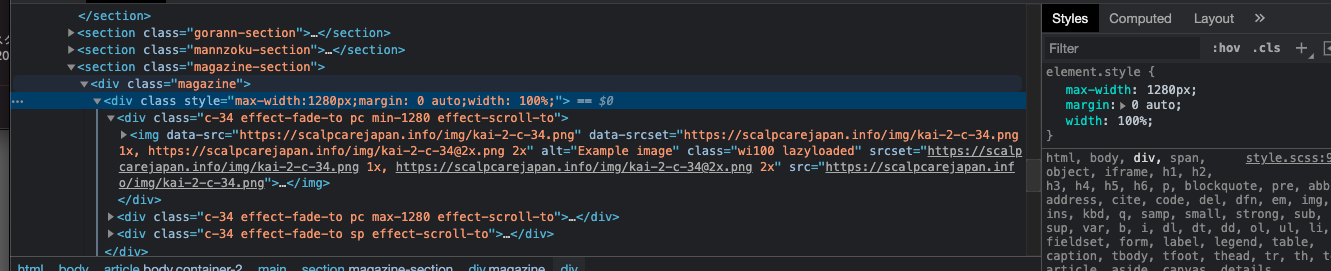 </section>
▶<section class="gorann-section">…</section>
▶<section class="mannzoku-section">…</section>
▼<section class="magazine-section">
▼<div class="magazine">
… ▼<div class style="max-width:1280px;margin: 0 auto;width: 100%;"> == $0
▼<div class="c-34 effect-fade-to pc min-1280 effect-scroll-to">
▶<img data-src="https://scalpcarejapan.info/img/kai-2-c-34.png" data-srcset="https://scalpcarejapan.info/img/kai-2-c-34.png
1x, https://scalpcarejapan.info/img/kai-2-c-34@2x.png 2x" alt="Example image" class="wi100 lazyloaded" srcset="https://scalp
carejapan.info/img/kai-2-c-34.png 1x, https://scalpcarejapan.info/img/kai-2-c-34@2x.png 2x" src="https://scalpcarejapan.inf
o/img/kai-2-c-34.png">…</img>
</div>
▶<div class="c-34 effect-fade-to pc max-1280 effect-scroll-to">…</div>
▶<div class="c-34 effect-fade-to sp effect-scroll-to">…</div>
</div>
html body article.body.container-2 main section.magazine-section div.magazine div
Styles Computed Layout »
Filter :hov .cls +
element.style {
max-width: 1280px;
margin: ▶ 0 auto;
width: 100%;
}
html, body, div, span, style.scss:9
object, iframe, h1, h2,
h3, h4, h5, h6, p, blockquote, pre, abb
address, cite, code, del, dfn, em, img,
ins, kbd, q, samp, small, strong, sub,
sup, var, b, i, dl, dt, dd, ol, ul, li,
fieldset, form, label, legend, table,
caption, tbody, tfoot, thead, tr, th, t
article, aside, canvas, details,